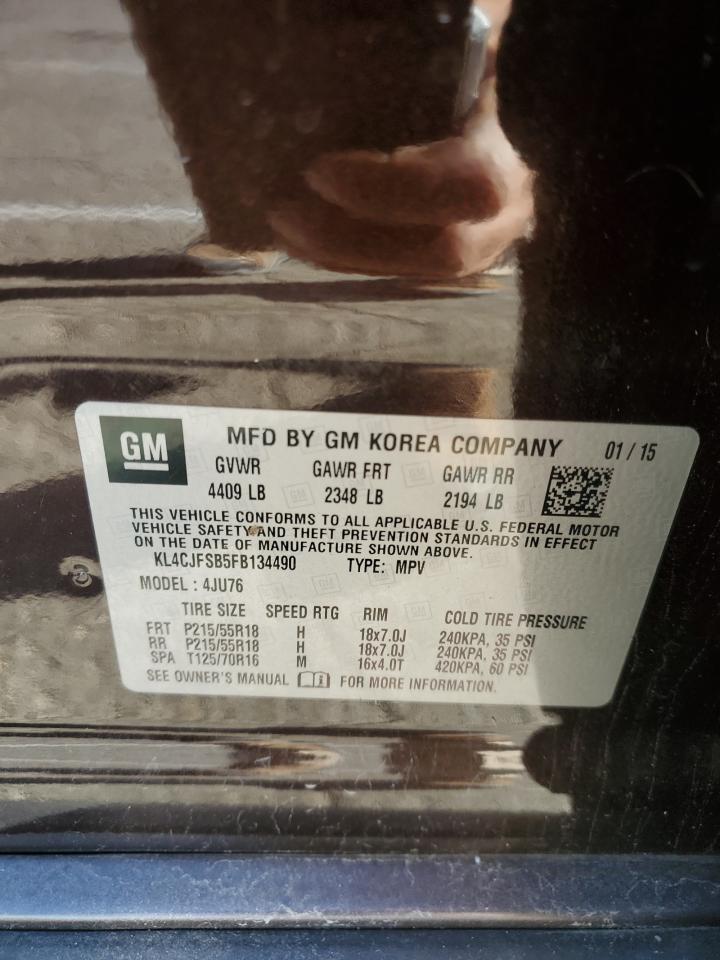 GM MFD BY GM KOREA COMPANY 01 / 15
GVWR GAWR FRT GAWR RR
4409 LB 2348 LB 2194 LB
THIS VEHICLE CONFORMS TO ALL APPLICABLE U.S. FEDERAL MOTOR
VEHICLE SAFETY AND THEFT PREVENTION STANDARDS IN EFFECT
ON THE DATE OF MANUFACTURE SHOWN ABOVE.
KL4CJFSB5FB134490 TYPE: MPV
MODEL : 4JU76
TIRE SIZE SPEED RTG RIM COLD TIRE PRESSURE
FRT P215/55R18 H 18x7.0J 240KPA, 35 PSI
RR P215/55R18 H 18x7.0J 240KPA, 35 PSI
SPA T125/70R16 M 16x4.0T 420KPA, 60 PSI
SEE OWNER'S MANUAL FOR MORE INFORMATION.